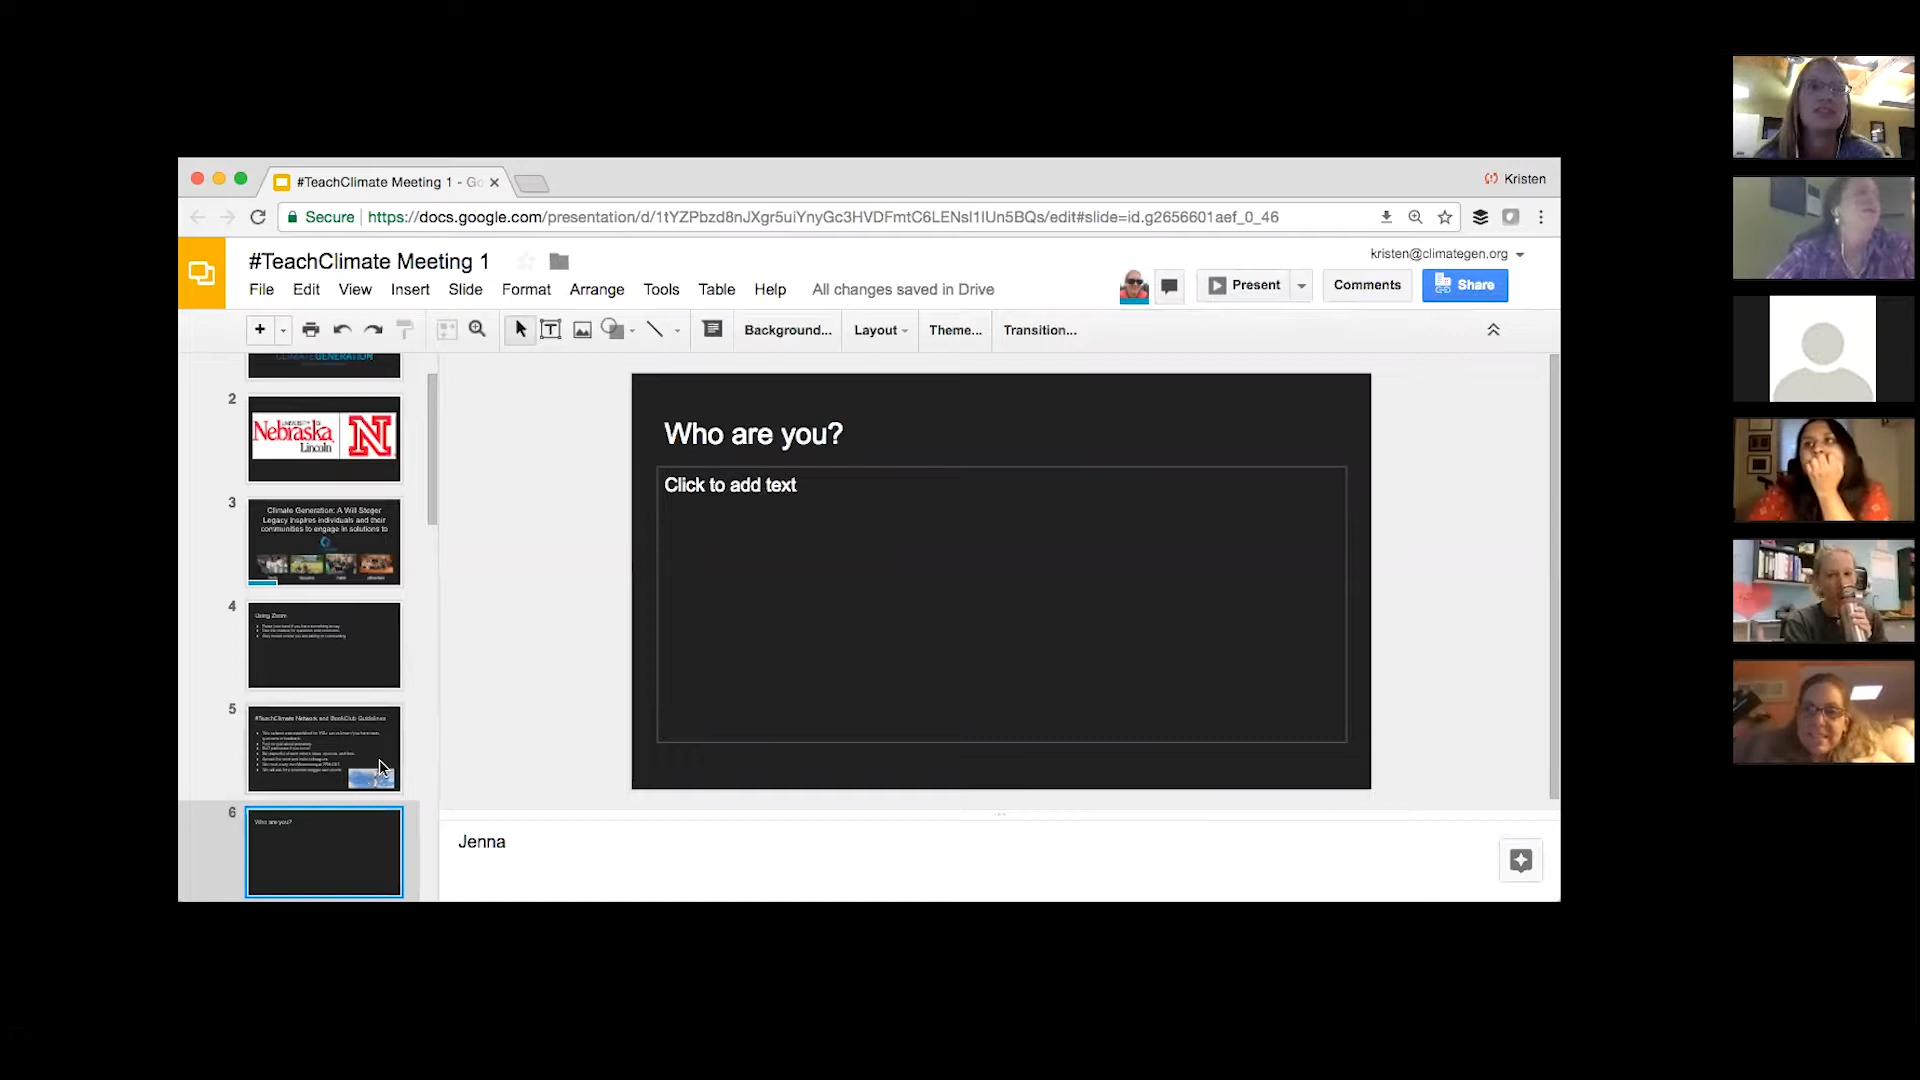 #TeachClimate Meeting 1 - Go
Kristen
Secure
https://docs.google.com/presentation/d/1tYZPbzd8nJXgr5uiYnyGc3HVDFmtC6LENsl1IUn5BQs/edit#slide=id.g2656601aef_0_46
#TeachClimate Meeting 1
kristen@climategen.org
File Edit View Insert Slide Format Arrange Tools Table Help All changes saved in Drive
Present Comments Share
Background... Layout Theme... Transition...
CLIMATEGENERATION
2
Nebraska
Lincoln
N
3
Climate Generation: A Will Steger
Legacy inspires individuals and their
communities to engage in solutions to
4
Using Zoom
5
#TeachClimate Network and BookClub Guidelines
6
Who are you?
Who are you?
Click to add text
Jenna